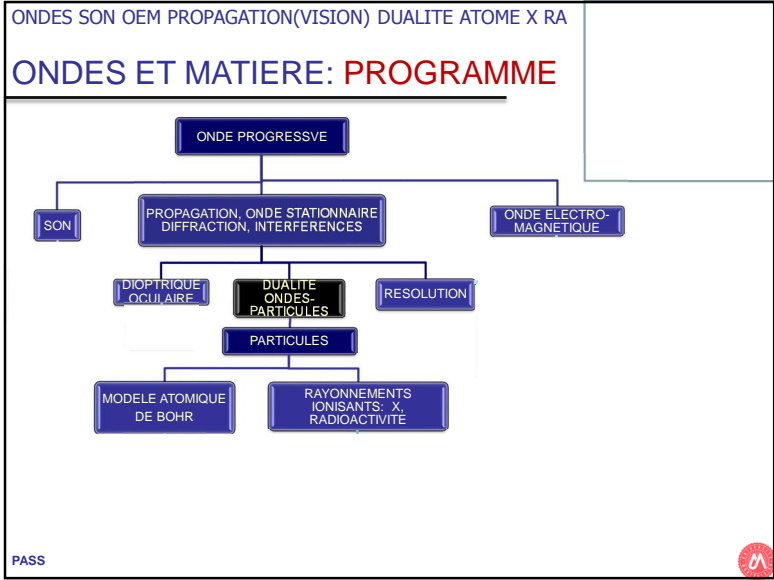 ONDES SON OEM PROPAGATION(VISION) DUALITE ATOME X RA
ONDES ET MATIERE: PROGRAMME
ONDE PROGRESSVE
SON
PROPAGATION, ONDE STATIONNAIRE
DIFFRACTION, INTERFERENCES
ONDE ELECTRO-
MAGNETIQUE
DIOPTRIQUE
OCULAIRE
DUALITE
ONDES-
PARTICULES
RESOLUTION
PARTICULES
MODELE ATOMIQUE
DE BOHR
RAYONNEMENTS
IONISANTS: X,
RADIOACTIVITE
PASS